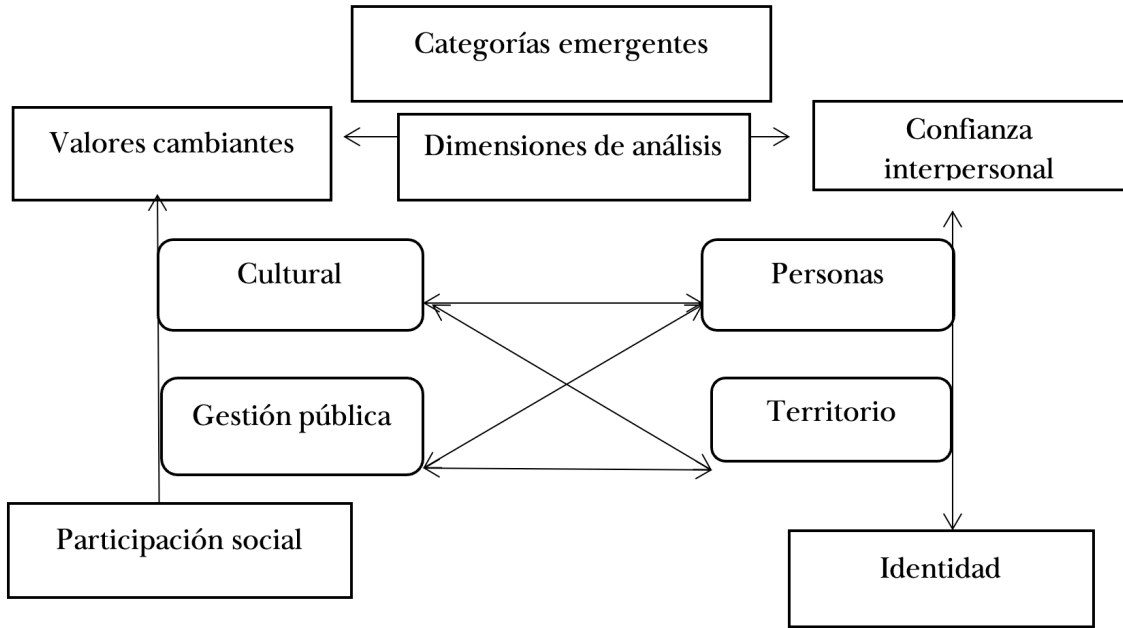 Categorías emergentes
Valores cambiantes
Dimensiones de análisis
Confianza
interpersonal
Cultural
Personas
Gestión pública
Territorio
Participación social
Identidad